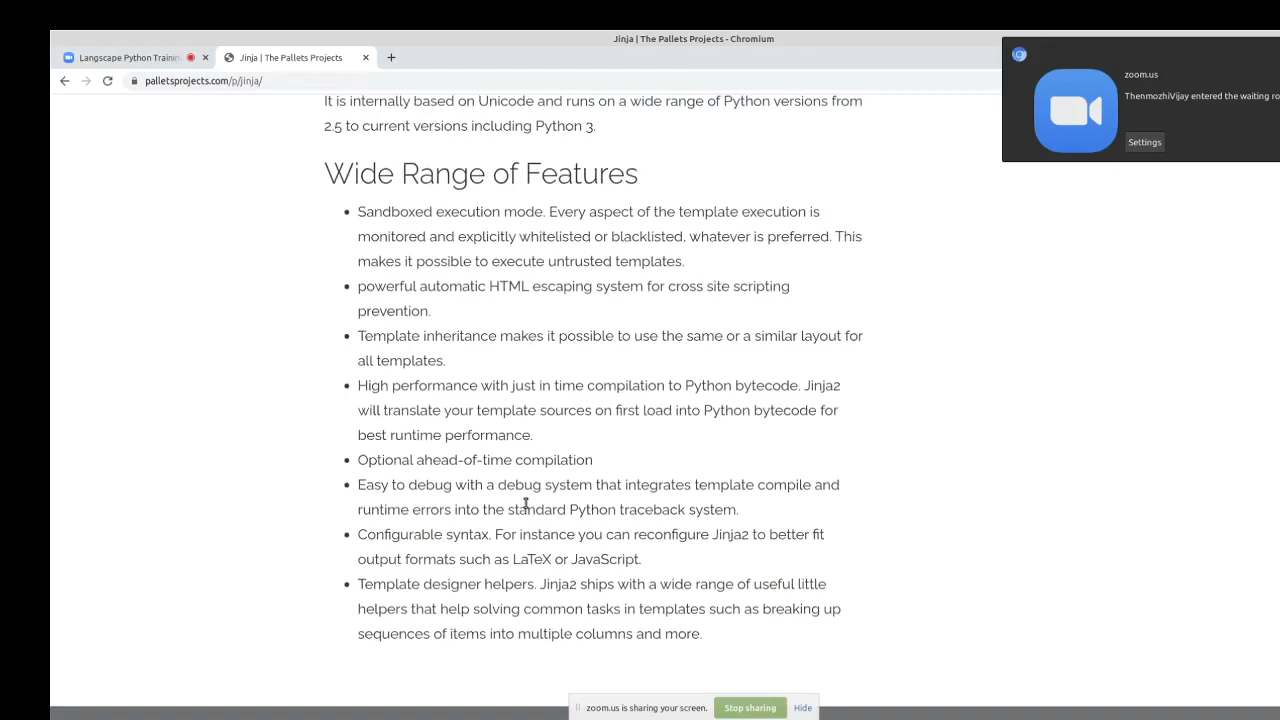 Jinja | The Pallets Projects - Chromium
Langscape Python Trainin
Jinja | The Pallets Projects
palletsprojects.com/p/jinja/
zoom.us
ThenmozhiVijay entered the waiting ro
Settings
It is internally based on Unicode and runs on a wide range of Python versions from
2.5 to current versions including Python 3.
Wide Range of Features
• Sandboxed execution mode. Every aspect of the template execution is
monitored and explicitly whitelisted or blacklisted, whatever is preferred. This
makes it possible to execute untrusted templates.
• powerful automatic HTML escaping system for cross site scripting
prevention.
• Template inheritance makes it possible to use the same or a similar layout for
all templates.
• High performance with just in time compilation to Python bytecode. Jinja2
will translate your template sources on first load into Python bytecode for
best runtime performance.
• Optional ahead-of-time compilation
• Easy to debug with a debug system that integrates template compile and
runtime errors into the standard Python traceback system.
• Configurable syntax. For instance you can reconfigure Jinja2 to better fit
output formats such as LaTeX or JavaScript.
• Template designer helpers. Jinja2 ships with a wide range of useful little
helpers that help solving common tasks in templates such as breaking up
sequences of items into multiple columns and more.
zoom.us is sharing your screen.
Stop sharing
Hide